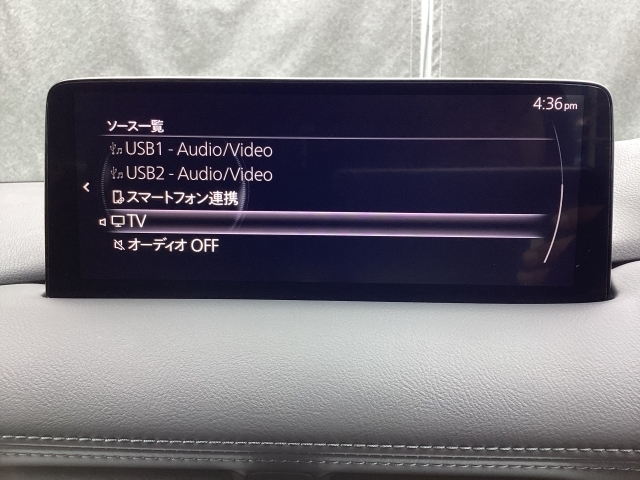 4:36pm
ソース一覧
USB1 - Audio/Video
USB2 - Audio/Video
スマートフォン連携
TV
オーディオ OFF